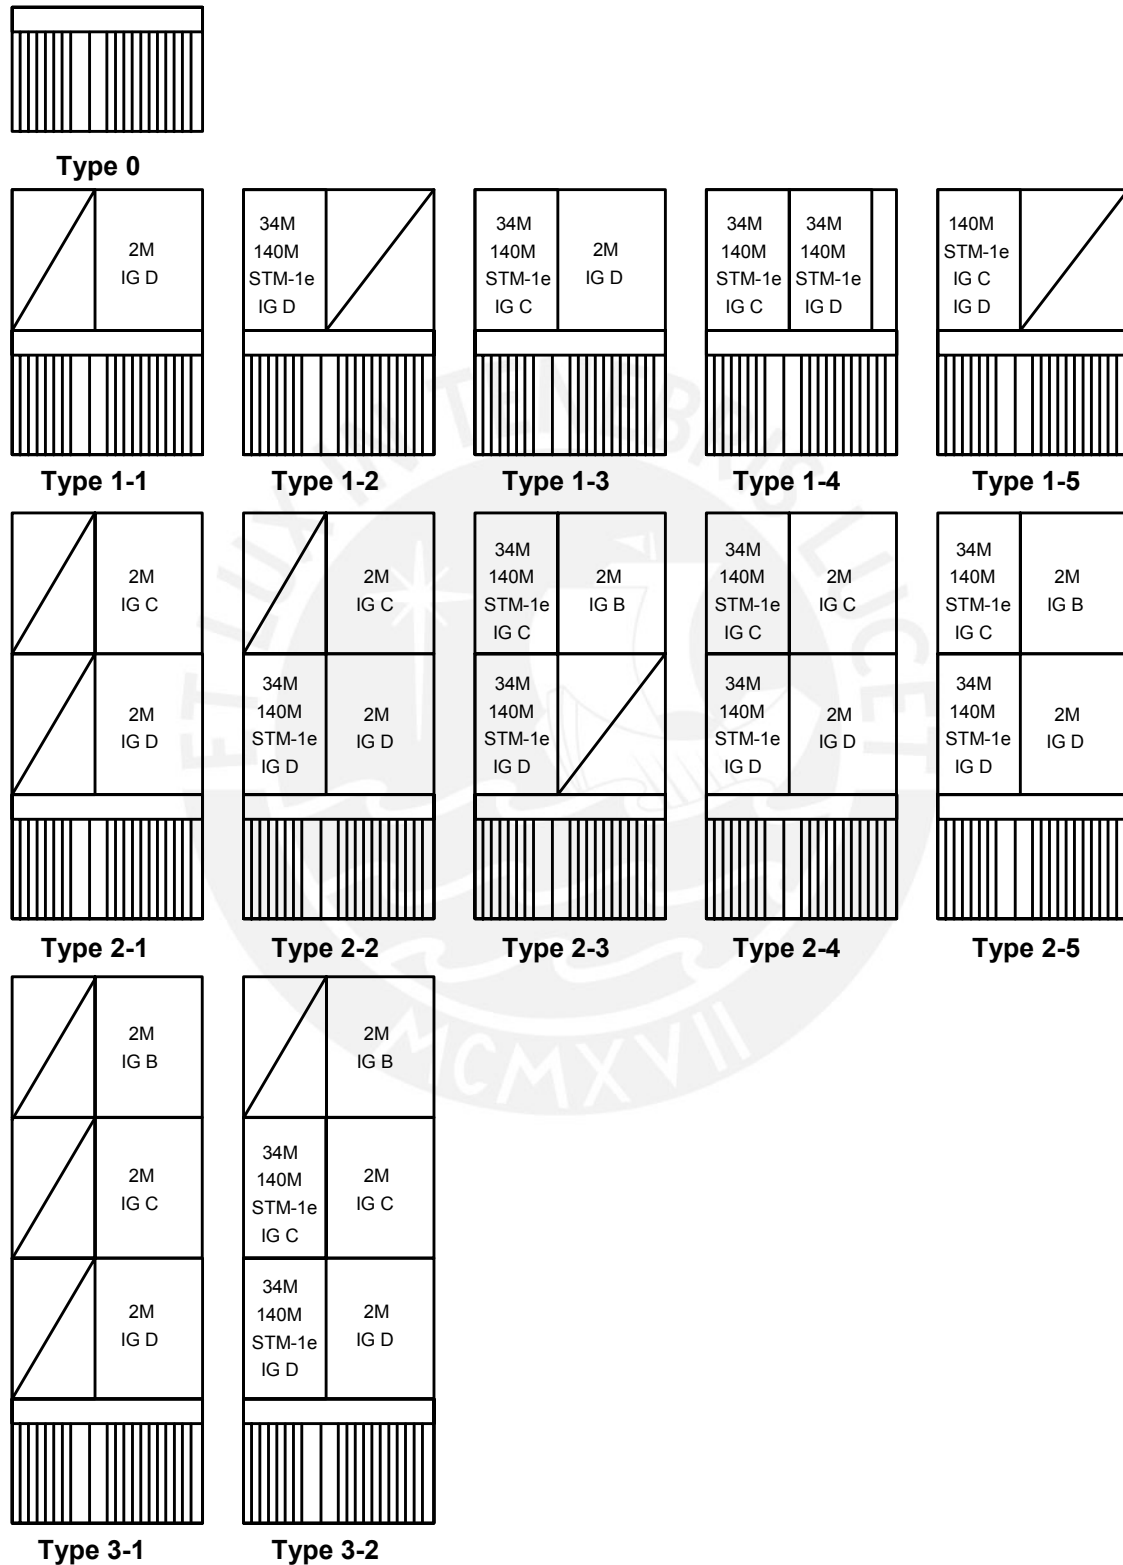 Type 0
2M
IG D
34M
140M
STM-1e
IG D
34M
140M
STM-1e
IG C
2M
IG D
34M
140M
STM-1e
IG C
34M
140M
STM-1e
IG D
140M
STM-1e
IG C
IG D
Type 1-1
Type 1-2
Type 1-3
Type 1-4
Type 1-5
2M
IG C
2M
IG D
2M
IG C
34M
140M
STM-1e
IG D
2M
IG D
34M
140M
STM-1e
IG C
2M
IG B
34M
140M
STM-1e
IG D
34M
140M
STM-1e
IG C
2M
IG C
34M
140M
STM-1e
IG D
2M
IG D
34M
140M
STM-1e
IG C
2M
IG B
34M
140M
STM-1e
IG D
2M
IG D
Type 2-1
Type 2-2
Type 2-3
Type 2-4
Type 2-5
2M
IG B
2M
IG C
2M
IG D
2M
IG B
34M
140M
STM-1e
IG C
2M
IG C
34M
140M
STM-1e
IG D
2M
IG D
Type 3-1
Type 3-2
ET LUX IN TENEBRIS LUCET
MCMXVII